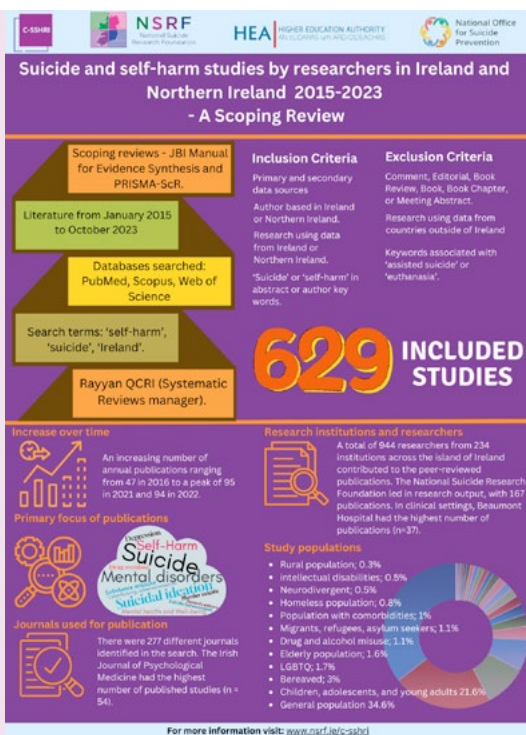 C-SSHRI
NSRF
National Suicide
Research Foundation
HEA
HIGHER EDUCATION AUTHORITY
AN tÚDARÁS um ARD-OIDEACHAS
National Office
for Suicide
Prevention
Suicide and self-harm studies by researchers in Ireland and
Northern Ireland 2015-2023
- A Scoping Review
Scoping reviews - JBI Manual
for Evidence Synthesis and
PRISMA-ScR.
Literature from January 2015
to October 2023
Databases searched:
PubMed, Scopus, Web of
Science
Search terms: 'self-harm',
'suicide', 'Ireland'.
Rayyan QCRI (Systematic
Reviews manager).
Inclusion Criteria
Primary and secondary
data sources
Author based in Ireland
or Northern Ireland.
Research using data
from Ireland or
Northern Ireland.
'Suicide' or 'self-harm' in
abstract or author key
words.
Exclusion Criteria
Comment, Editorial, Book
Review, Book, Book Chapter,
or Meeting Abstract.
Research using data from
countries outside of Ireland
Keywords associated with
'assisted suicide' or
'euthanasia'.
629
INCLUDED
STUDIES
Increase over time
An increasing number of
annual publications ranging
from 47 in 2016 to a peak of 95
in 2021 and 94 in 2022.
Primary focus of publications
Depression
Self-Harm
Suicide
Mental disorders
Suicidal ideation
Mental health and Well-being
Journals used for publication
There were 277 different journals
identified in the search. The Irish
Journal of Psychological
Medicine had the highest
number of published studies (n =
54).
Research institutions and researchers
A total of 944 researchers from 234
institutions across the island of Ireland
contributed to the peer-reviewed
publications. The National Suicide Research
Foundation led in research output, with 167
publications. In clinical settings, Beaumont
Hospital had the highest number of
publications (n=37).
Study populations
Rural population; 0.3%
intellectual disabilities; 0.5%
Neurodivergent; 0.5%
Homeless population; 0.8%
Population with comorbidities; 1%
Migrants, refugees, asylum seekers; 1.1%
Drug and alcohol misuse; 1.1%
Elderly population; 1.6%
LGBTQ; 1.7%
Bereaved; 3%
Children, adolescents, and young adults 21.6%
General population 34.6%
For more information visit: www.nsrf.ie/c-sshri